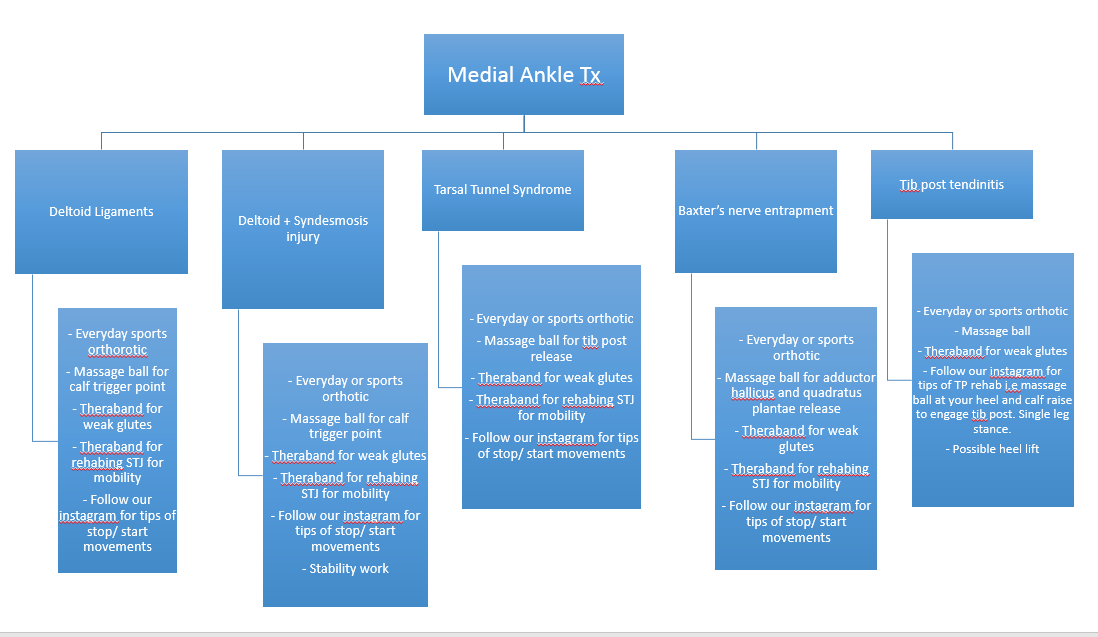 Medial Ankle Tx
Deltoid Ligaments
- Everyday sports
orthorotic
- Massage ball for
calf trigger point
- Theraband for
weak glutes
- Theraband for
rehabing STJ for
mobility
- Follow our
instagram for tips of
stop/ start
movements
Deltoid + Syndesmosis
injury
- Everyday or sports
orthotic
- Massage ball for calf
trigger point
- Theraband for weak glutes
- Theraband for rehabing
STJ for mobility
- Follow our instagram for
tips of stop/ start
movements
- Stability work
Tarsal Tunnel Syndrome
- Everyday or sports orthotic
- Massage ball for tib post
release
- Theraband for weak glutes
- Theraband for rehabing STJ
for mobility
- Follow our instagram for tips
of stop/ start movements
Baxter’s nerve entrapment
- Everyday or sports
orthotic
- Massage ball for adductor
hallicus and quadratus
plantae release
- Theraband for weak
glutes
- Theraband for rehabing
STJ for mobility
- Follow our instagram for
tips of stop/ start
movements
Tib post tendinitis
- Everyday or sports orthotic
- Massage ball
- Theraband for weak glutes
- Follow our instagram for
tips of TP rehab i.e massage
ball at your heel and calf raise
to engage tib post. Single leg
stance.
- Possible heel lift